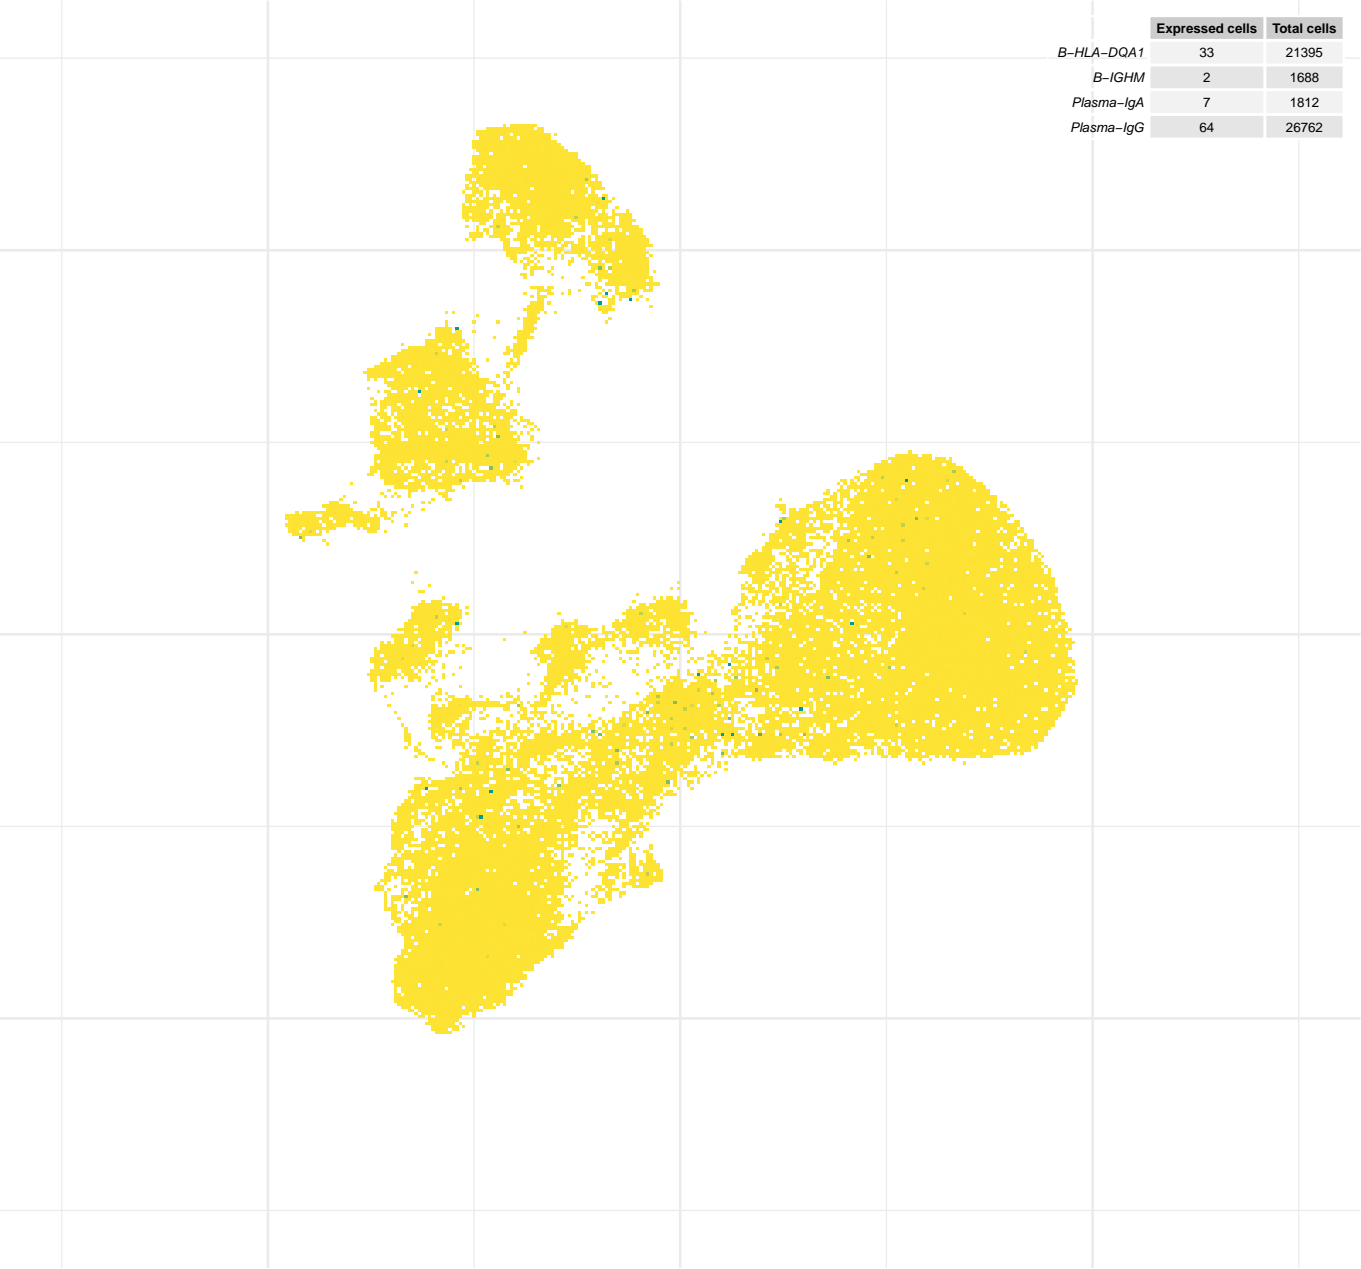 Expressed cells Total cells
B−HLA−DQA1 33 21395
B−IGHM 2 1688
Plasma−IgA 7 1812
Plasma−IgG 64 26762